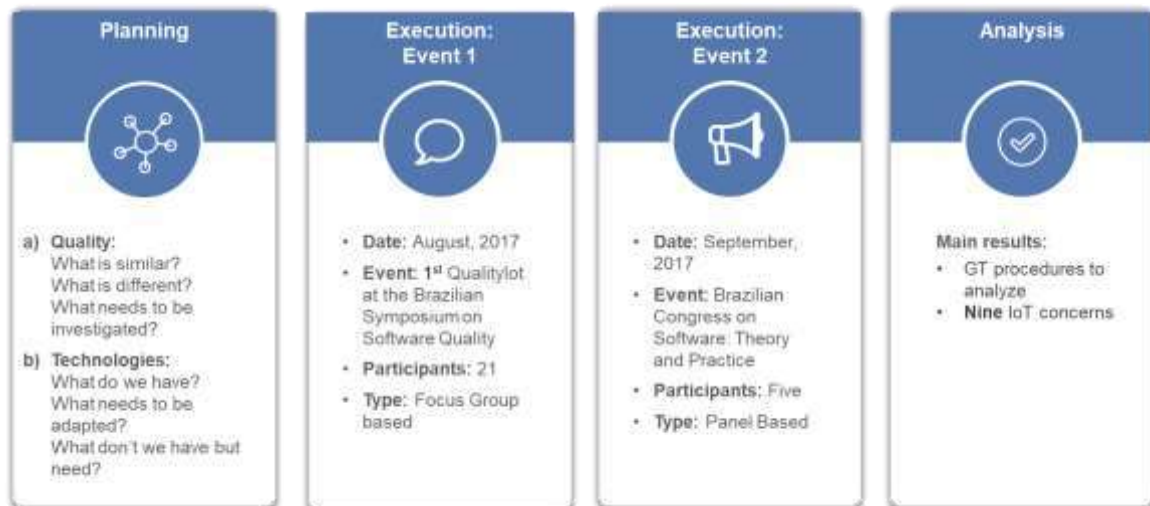 Planning
a) Quality:
What is similar?
What is different?
What needs to be
investigated?
b) Technologies:
What do we have?
What needs to be
adapted?
What don't we have but
need?
Execution:
Event 1
• Date: August, 2017
• Event: 1st QualityIot
at the Brazilian
Symposium on
Software Quality
• Participants: 21
• Type: Focus Group
based
Execution:
Event 2
• Date: September,
2017
• Event: Brazilian
Congress on
Software: Theory
and Practice
• Participants: Five
• Type: Panel Based
Analysis
Main results:
• GT procedures to
analyze
• Nine IoT concerns